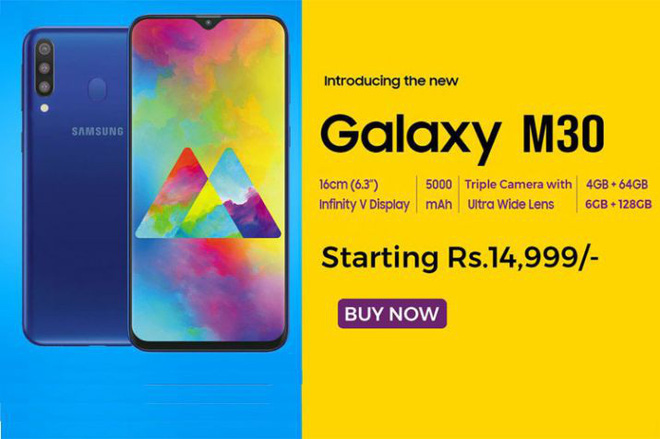 SAMSUNG
Introducing the new
Galaxy M30
16cm (6.3") | 5000 | Triple Camera with | 4GB + 64GB
Infinity V Display | mAh | Ultra Wide Lens | 6GB + 128GB
Starting Rs.14,999/-
BUY NOW